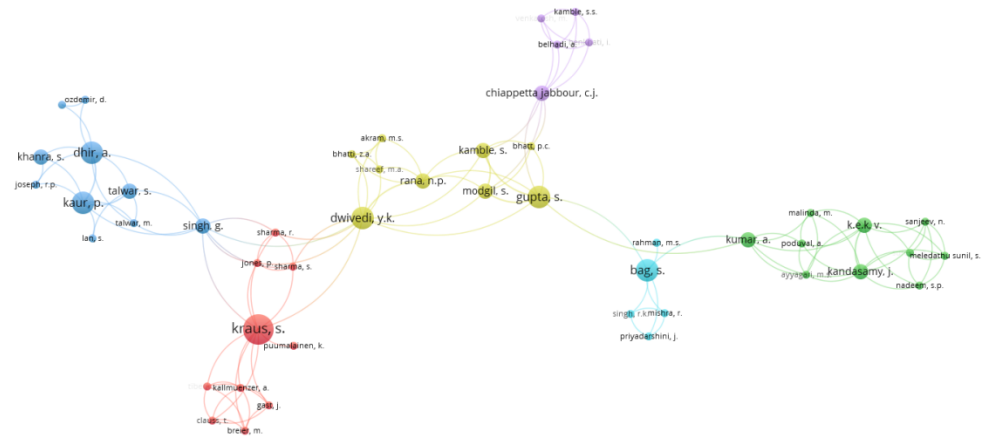 kamble, s.s.
belhadi, a.
chiappetta jabbour, c.j.
ozdemir, d.
khanra, s.
dhir, a.
joseph, r.p.
talwar, s.
kaur, p.
talwar, m.
lan, s.
singh, g.
akram, m.s.
bhatti, z.a.
shareef, m.a.
rana, n.p.
kamble, s.
bhatt, p.c.
modgil, s.
gupta, s.
dwivedi, y.k.
sharma, r.
jones, p.
sharma, s.
kraus, s.
puumalainen, k.
kallmuenzer, a.
gast, j.
clauss, t.
breier, m.
rahman, m.s.
bag, s.
singh, r.k.
mishra, r.
priyadarshini, j.
kumar, a.
malinda, m.
poduval, a.
k.e.k, v.
sanjeev, n.
meledathu sunil, s.
kandasamy, j.
nadeem, s.p.